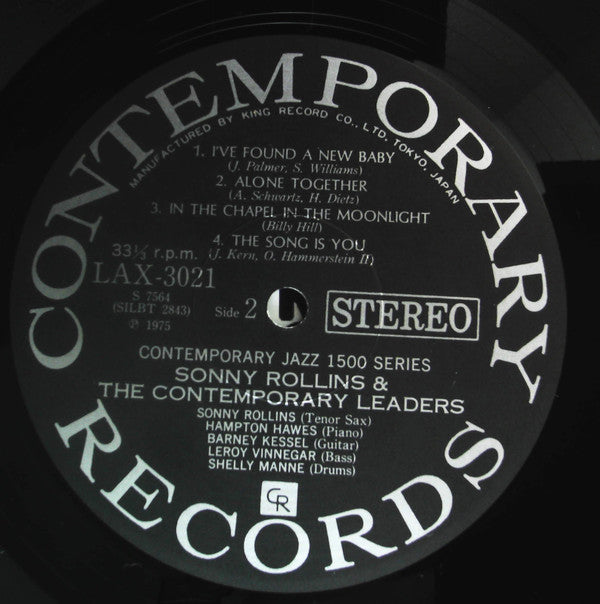 CONTEMPORARY
MANUFACTURED BY KING RECORD CO., LTD, TOKYO, JAPAN
1. I'VE FOUND A NEW BABY
(J. Palmer, S. Williams)
2. ALONE TOGETHER
(A. Schwartz, H. Dietz)
3. IN THE CHAPEL IN THE MOONLIGHT
(Billy Hill)
4. THE SONG IS YOU
(J. Kern, O. Hammerstein II)
33⅓ r.p.m.
LAX-3021
S 7564
(SILBT 2843)
℗ 1975
Side 2
STEREO
CONTEMPORARY JAZZ 1500 SERIES
SONNY ROLLINS &
THE CONTEMPORARY LEADERS
SONNY ROLLINS (Tenor Sax)
HAMPTON HAWES (Piano)
BARNEY KESSEL (Guitar)
LEROY VINNEGAR (Bass)
SHELLY MANNE (Drums)
CR
RECORDS